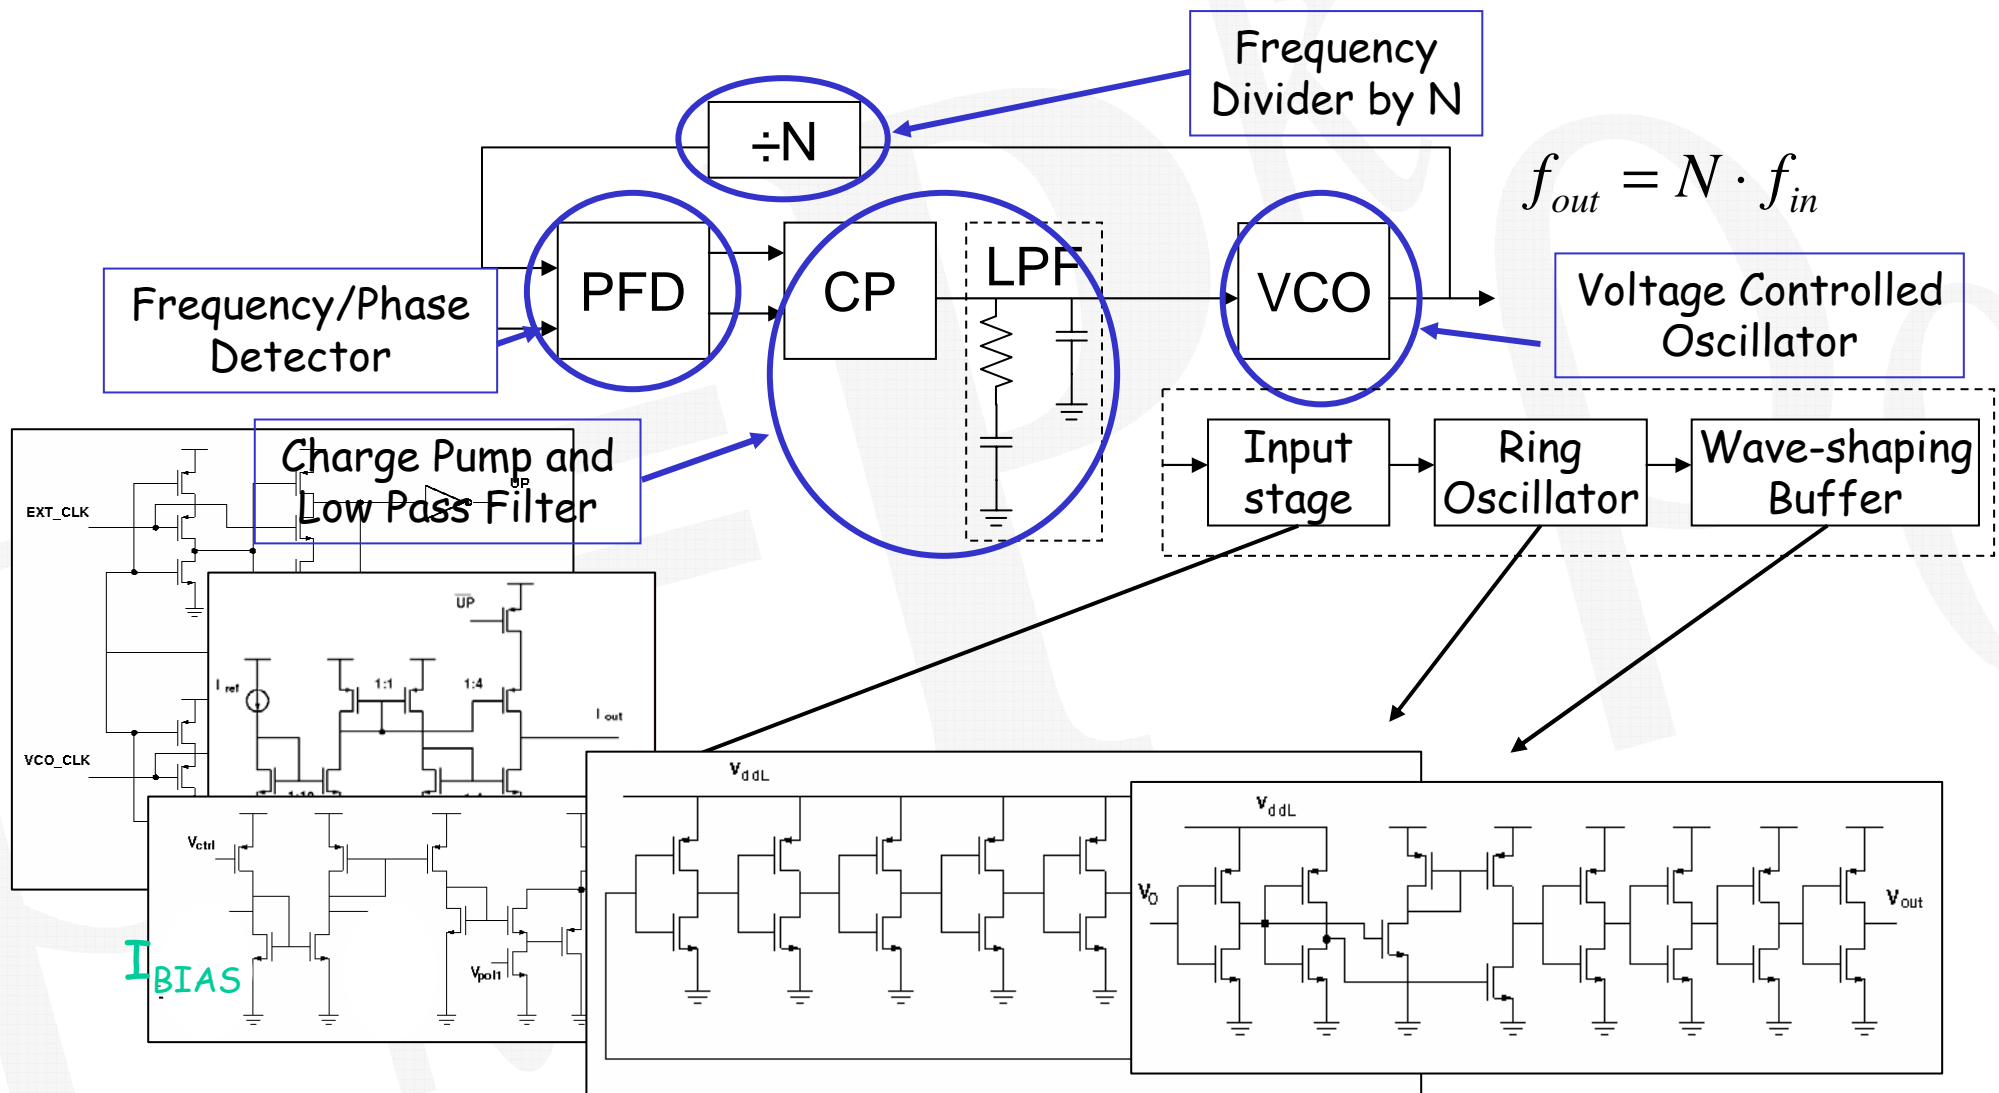 Frequency
Divider by N
÷N
f_out = N · f_in
PFD
CP
LPF
VCO
Frequency/Phase
Detector
Voltage Controlled
Oscillator
Charge Pump and
Low Pass Filter
Input
stage
Ring
Oscillator
Wave-shaping
Buffer
UP
EXT_CLK
VCO_CLK
UP
I ref
1:1
1:4
I out
V ctrl
V pol1
I BIAS
V ddL
V ddL
V O
V out